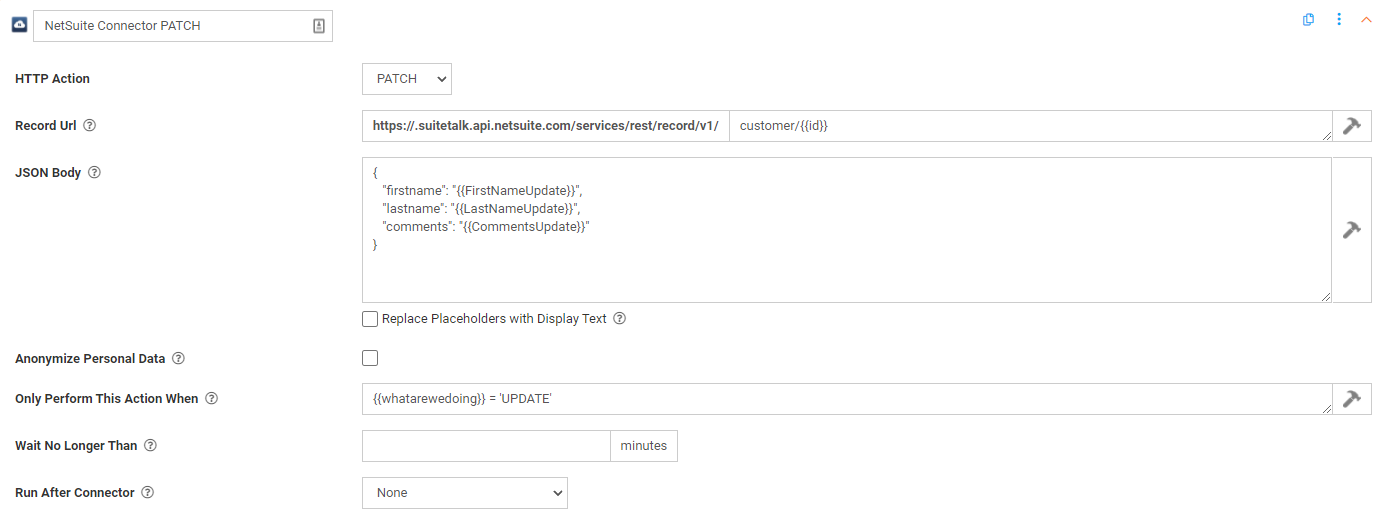 NetSuite Connector PATCH
HTTP Action
PATCH
Record Url
https://.suitetalk.api.netsuite.com/services/rest/record/v1/ customer/{{id}}
JSON Body
{
"firstname": "{{FirstNameUpdate}}",
"lastname": "{{LastNameUpdate}}",
"comments": "{{CommentsUpdate}}"
}
Replace Placeholders with Display Text
Anonymize Personal Data
Only Perform This Action When
{{whatarewedoing}} = 'UPDATE'
Wait No Longer Than
minutes
Run After Connector
None